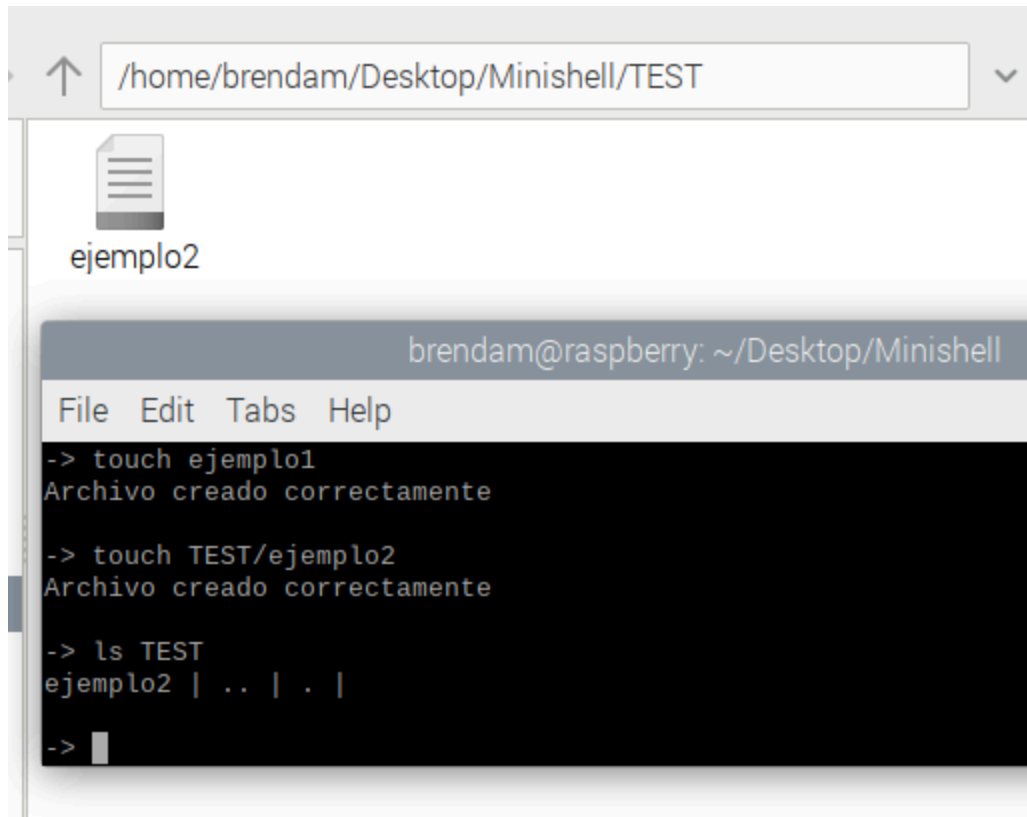 /home/brendam/Desktop/Minishell/TEST
ejemplo2
brendam@raspberry: ~/Desktop/Minishell
File Edit Tabs Help
-> touch ejemplo1
Archivo creado correctamente
-> touch TEST/ejemplo2
Archivo creado correctamente
-> ls TEST
ejemplo2 | .. | . |
->